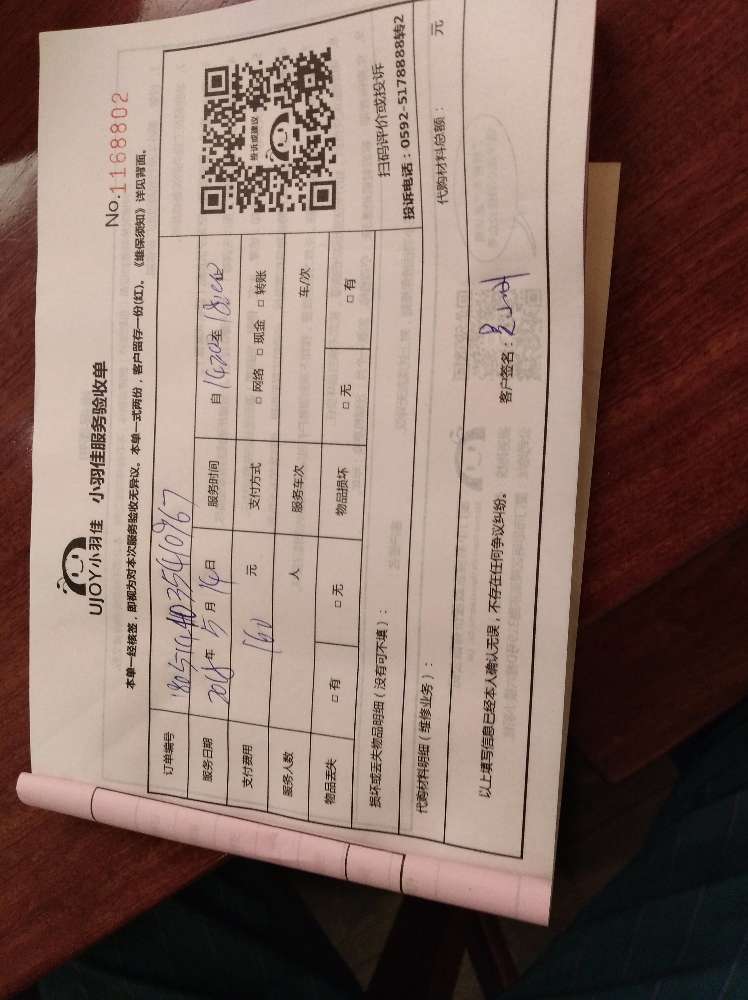 UJOY小羽佳 小羽佳服务验收单
No.1168802
本单一经核签，即视为对本次服务验收无异议。本单一式两份，客户留存一份(红)。《维保须知》详见背面。
订单编号
服务日期 2018年 5月 14日 服务时间 自 1420至
支付费用 160 元 支付方式 □ 网络 □ 现金 □ 转账
服务人数 人 服务车次 车/次
物品丢失 □ 有 □ 无 物品损坏 □ 无 □ 有
投诉或建议
扫码评价或投诉
投诉电话：0592-5178888转2
损坏或丢失物品明细（没有可不填）：
代购材料明细（维修业务）： 代购材料总额： 元
以上填写信息已经本人确认无误，不存在任何争议纠纷。 客户签名：